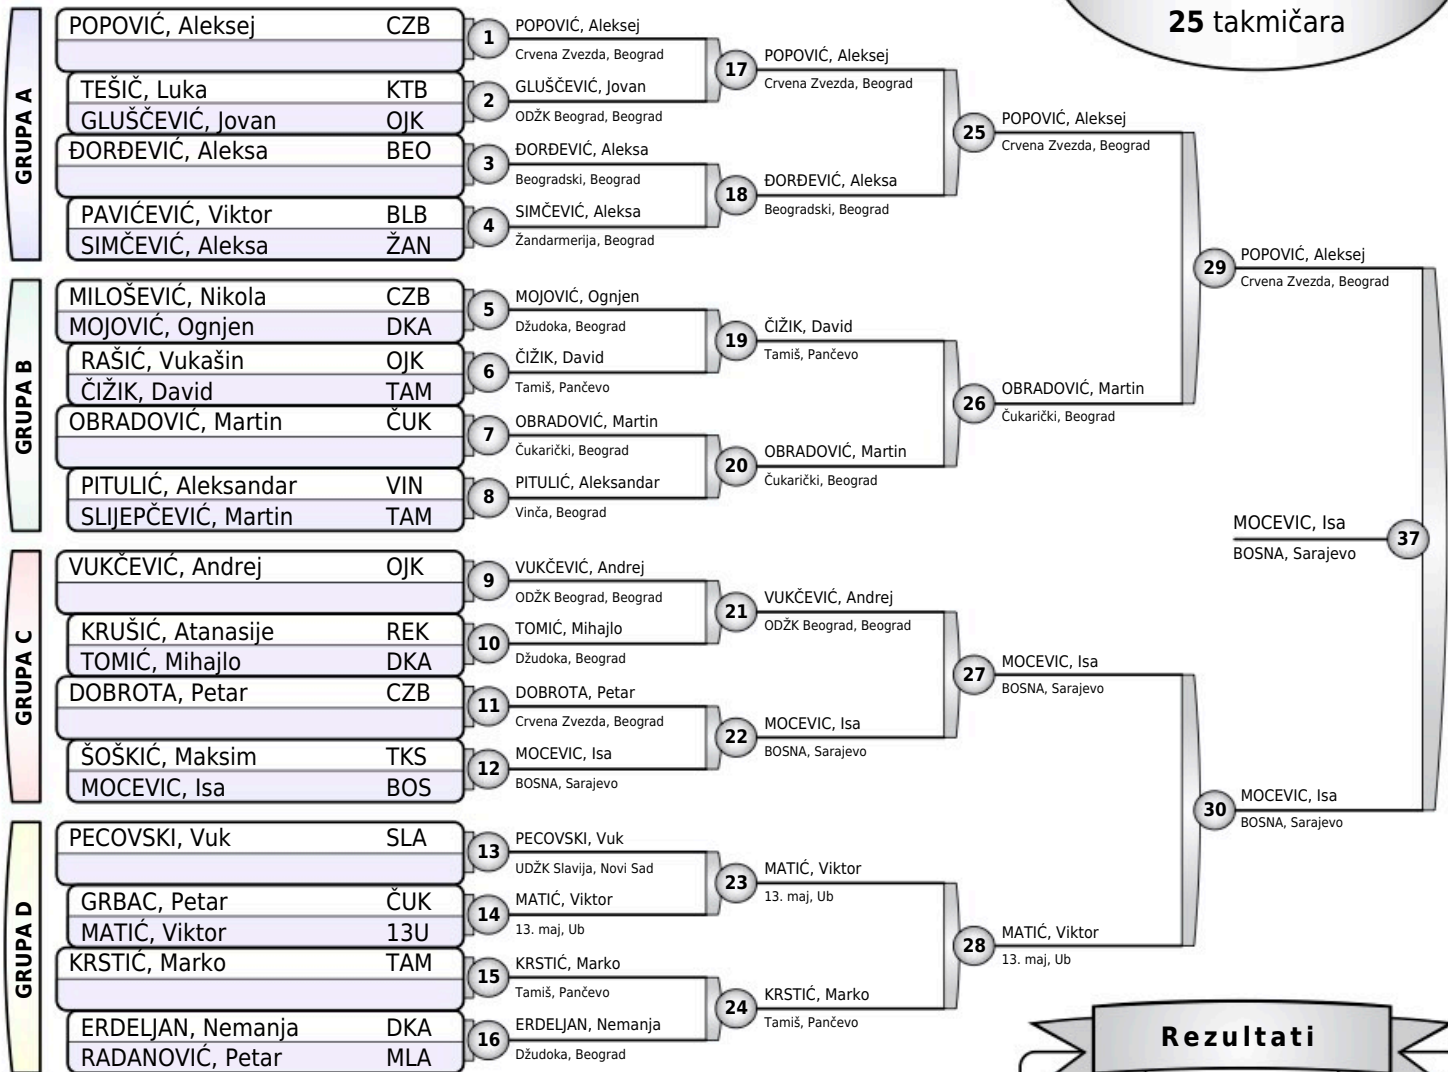 25 takmičara
GRUPA A
POPOVIĆ, Aleksej CZB
TEŠIČ, Luka KTB
GLUŠČEVIĆ, Jovan OJK
ĐORĐEVIĆ, Aleksa BEO
PAVIĆEVIĆ, Viktor BLB
SIMČEVIĆ, Aleksa ŽAN
GRUPA B
MILOŠEVIĆ, Nikola CZB
MOJOVIĆ, Ognjen DKA
RAŠIĆ, Vukašin OJK
ČIŽIK, David TAM
OBRADOVIĆ, Martin ČUK
PITULIĆ, Aleksandar VIN
SLIJEPČEVIĆ, Martin TAM
GRUPA C
VUKČEVIĆ, Andrej OJK
KRUŠIĆ, Atanasije REK
TOMIĆ, Mihajlo DKA
DOBROTA, Petar CZB
ŠOŠKIĆ, Maksim TKS
MOCEVIC, Isa BOS
GRUPA D
PECOVSKI, Vuk SLA
GRBAC, Petar ČUK
MATIĆ, Viktor 13U
KRSTIĆ, Marko TAM
ERDELJAN, Nemanja DKA
RADANOVIĆ, Petar MLA
1 POPOVIĆ, Aleksej
Crvena Zvezda, Beograd
2 GLUŠČEVIĆ, Jovan
ODŽK Beograd, Beograd
3 ĐORĐEVIĆ, Aleksa
Beogradski, Beograd
4 SIMČEVIĆ, Aleksa
Žandarmerija, Beograd
5 MOJOVIĆ, Ognjen
Džudoka, Beograd
6 ČIŽIK, David
Tamiš, Pančevo
7 OBRADOVIĆ, Martin
Čukarički, Beograd
8 PITULIĆ, Aleksandar
Vinča, Beograd
9 VUKČEVIĆ, Andrej
ODŽK Beograd, Beograd
10 TOMIĆ, Mihajlo
Džudoka, Beograd
11 DOBROTA, Petar
Crvena Zvezda, Beograd
12 MOCEVIC, Isa
BOSNA, Sarajevo
13 PECOVSKI, Vuk
UDŽK Slavija, Novi Sad
14 MATIĆ, Viktor
13. maj, Ub
15 KRSTIĆ, Marko
Tamiš, Pančevo
16 ERDELJAN, Nemanja
Džudoka, Beograd
17 POPOVIĆ, Aleksej
Crvena Zvezda, Beograd
18 ĐORĐEVIĆ, Aleksa
Beogradski, Beograd
19 ČIŽIK, David
Tamiš, Pančevo
20 OBRADOVIĆ, Martin
Čukarički, Beograd
21 VUKČEVIĆ, Andrej
ODŽK Beograd, Beograd
22 MOCEVIC, Isa
BOSNA, Sarajevo
23 MATIĆ, Viktor
13. maj, Ub
24 KRSTIĆ, Marko
Tamiš, Pančevo
25 POPOVIĆ, Aleksej
Crvena Zvezda, Beograd
26 OBRADOVIĆ, Martin
Čukarički, Beograd
27 MOCEVIC, Isa
BOSNA, Sarajevo
28 MATIĆ, Viktor
13. maj, Ub
29 POPOVIĆ, Aleksej
Crvena Zvezda, Beograd
30 MOCEVIC, Isa
BOSNA, Sarajevo
MOCEVIC, Isa 37
BOSNA, Sarajevo
Rezultati